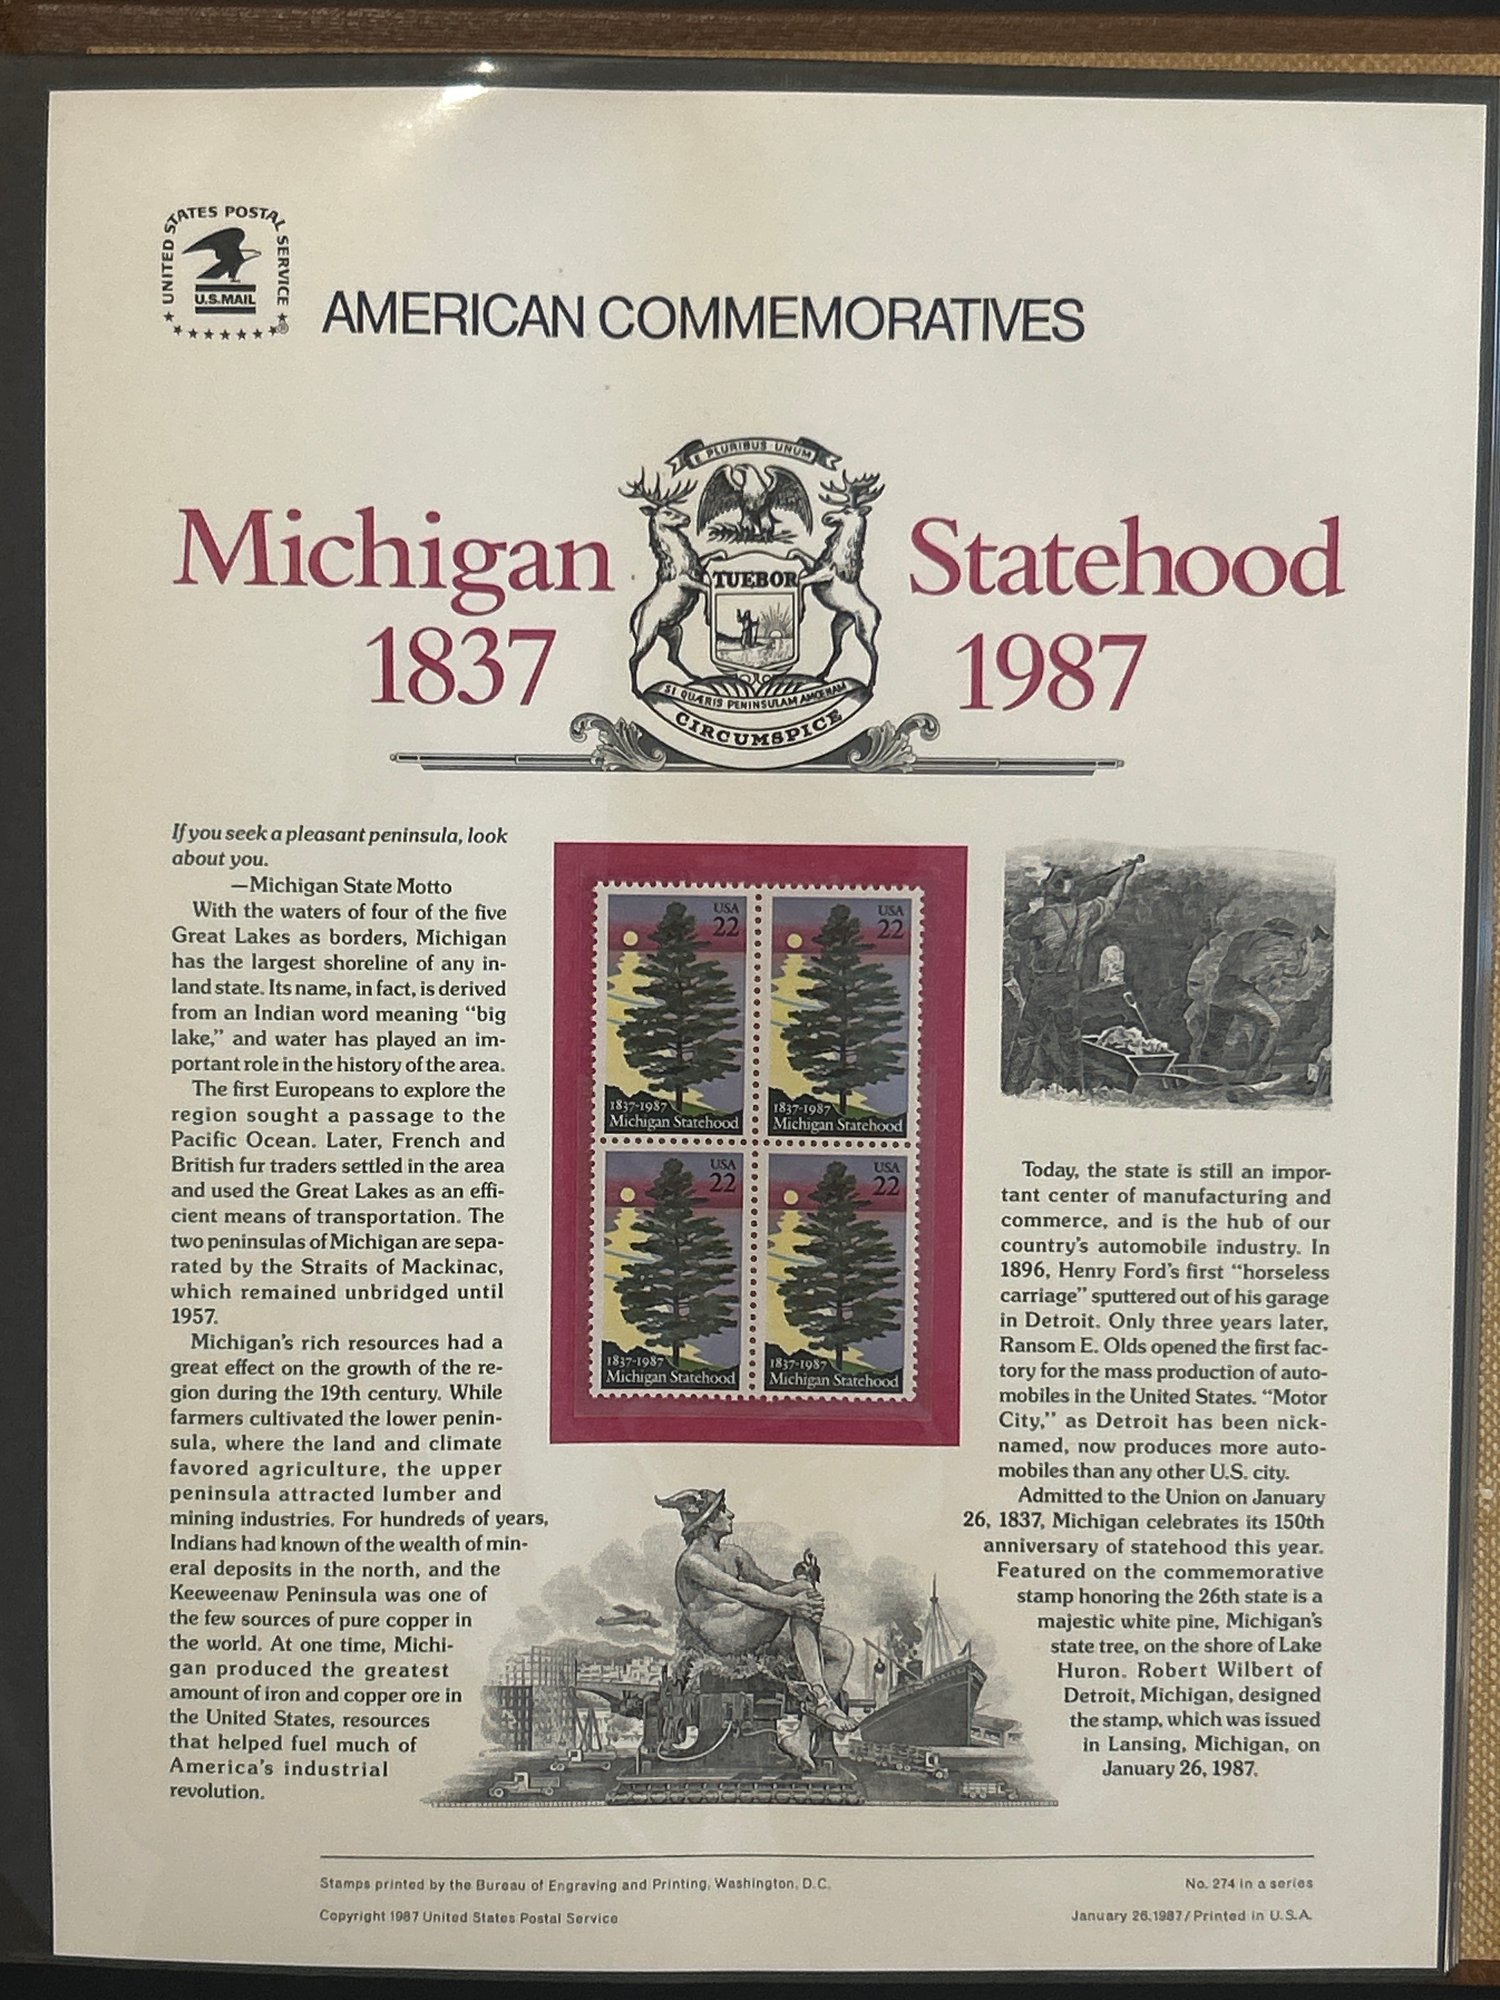 UNITED STATES POSTAL SERVICE
U.S.MAIL
®
AMERICAN COMMEMORATIVES
E PLURIBUS UNUM
Michigan
Statehood
TUEBOR
1837
1987
SI QUÆRIS PENINSULAM AMŒNAM
CIRCUMSPICE
If you seek a pleasant peninsula, look
about you.
—Michigan State Motto
With the waters of four of the five
Great Lakes as borders, Michigan
has the largest shoreline of any in-
land state. Its name, in fact, is derived
from an Indian word meaning "big
lake," and water has played an im-
portant role in the history of the area.
The first Europeans to explore the
region sought a passage to the
Pacific Ocean. Later, French and
British fur traders settled in the area
and used the Great Lakes as an effi-
cient means of transportation. The
two peninsulas of Michigan are sepa-
rated by the Straits of Mackinac,
which remained unbridged until
1957.
Michigan's rich resources had a
great effect on the growth of the re-
gion during the 19th century. While
farmers cultivated the lower penin-
sula, where the land and climate
favored agriculture, the upper
peninsula attracted lumber and
mining industries. For hundreds of years,
Indians had known of the wealth of min-
eral deposits in the north, and the
Keeweenaw Peninsula was one of
the few sources of pure copper in
the world. At one time, Michi-
gan produced the greatest
amount of iron and copper ore in
the United States, resources
that helped fuel much of
America's industrial
revolution.
USA
22
1837-1987
Michigan Statehood
USA
22
1837-1987
Michigan Statehood
USA
22
1837-1987
Michigan Statehood
USA
22
1837-1987
Michigan Statehood
Today, the state is still an impor-
tant center of manufacturing and
commerce, and is the hub of our
country's automobile industry. In
1896, Henry Ford's first "horseless
carriage" sputtered out of his garage
in Detroit. Only three years later,
Ransom E. Olds opened the first fac-
tory for the mass production of auto-
mobiles in the United States. "Motor
City," as Detroit has been nick-
named, now produces more auto-
mobiles than any other U.S. city.
Admitted to the Union on January
26, 1837, Michigan celebrates its 150th
anniversary of statehood this year.
Featured on the commemorative
stamp honoring the 26th state is a
majestic white pine, Michigan's
state tree, on the shore of Lake
Huron. Robert Wilbert of
Detroit, Michigan, designed
the stamp, which was issued
in Lansing, Michigan, on
January 26, 1987.
Stamps printed by the Bureau of Engraving and Printing, Washington, D.C.
No. 274 in a series
Copyright 1987 United States Postal Service
January 26, 1987/Printed in U.S.A.